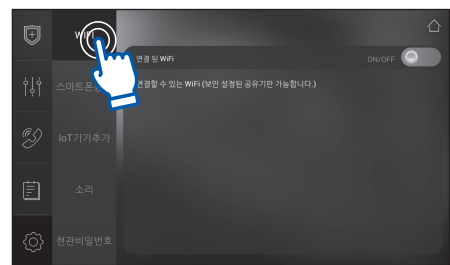 WiFi
스마트폰
IoT기기추가
소리
현관비밀번호
연결 된 WiFi
ON/OFF
연결할 수 있는 WiFi (보안 설정된 공유기만 가능합니다.)